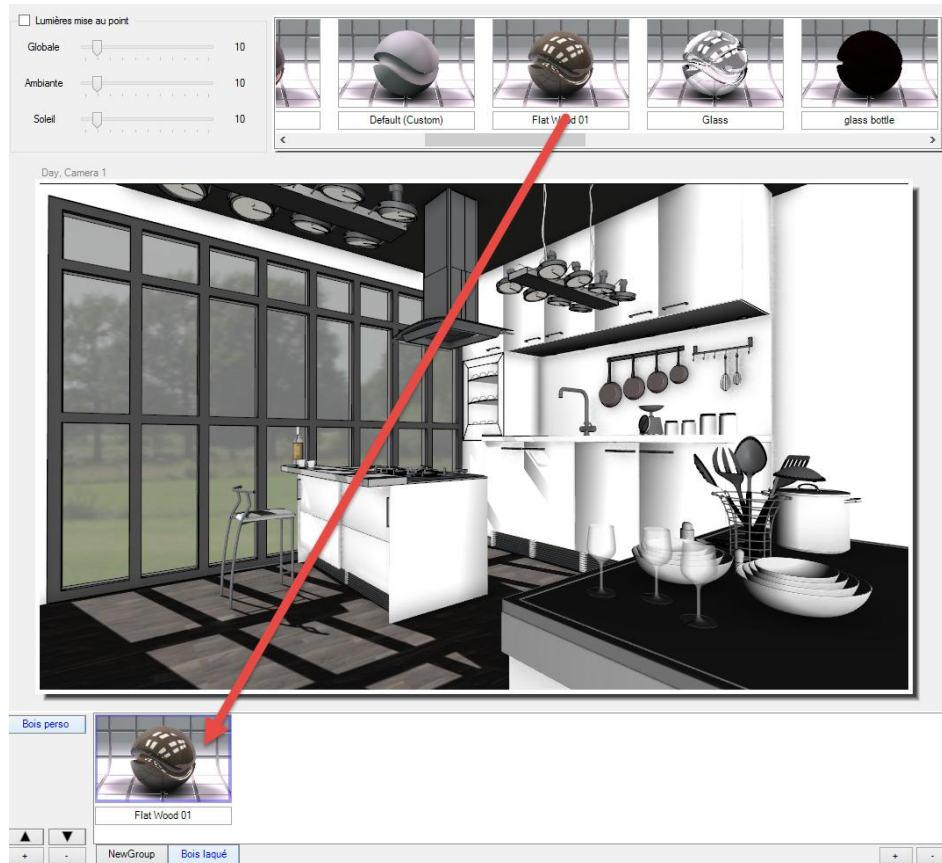 Lumières mise au point
Globale 10
Ambiante 10
Soleil 10
Default (Custom)
Flat Wood 01
Glass
glass bottle
Day, Camera 1
Bois perso
Flat Wood 01
NewGroup
Bois laqué
+ -
+ -